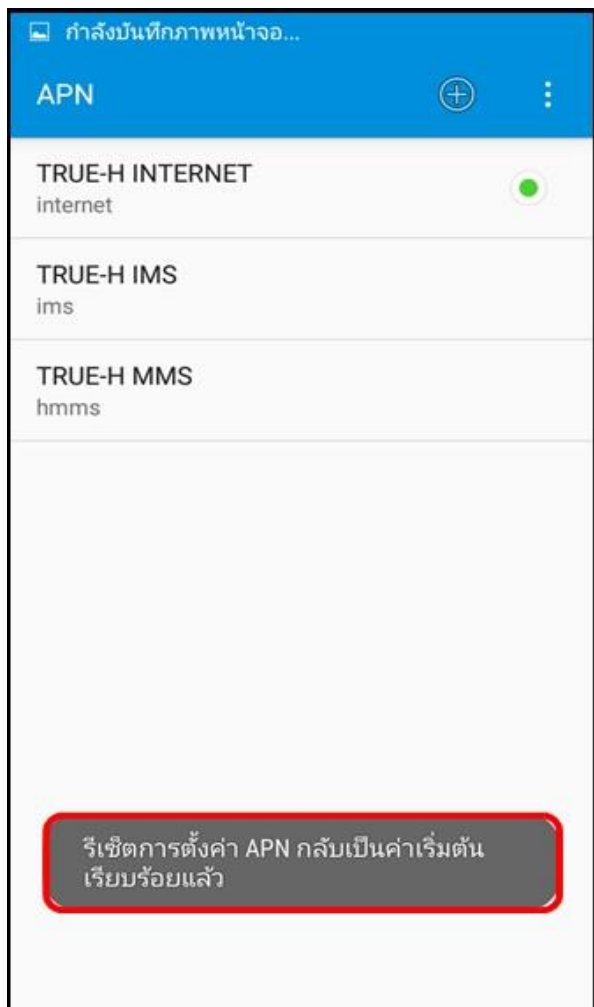 กำลังบันทึกภาพหน้าจอ...
APN
TRUE-H INTERNET
internet
TRUE-H IMS
ims
TRUE-H MMS
hmms
รีเซ็ตการตั้งค่า APN กลับเป็นค่าเริ่มต้น
เรียบร้อยแล้ว